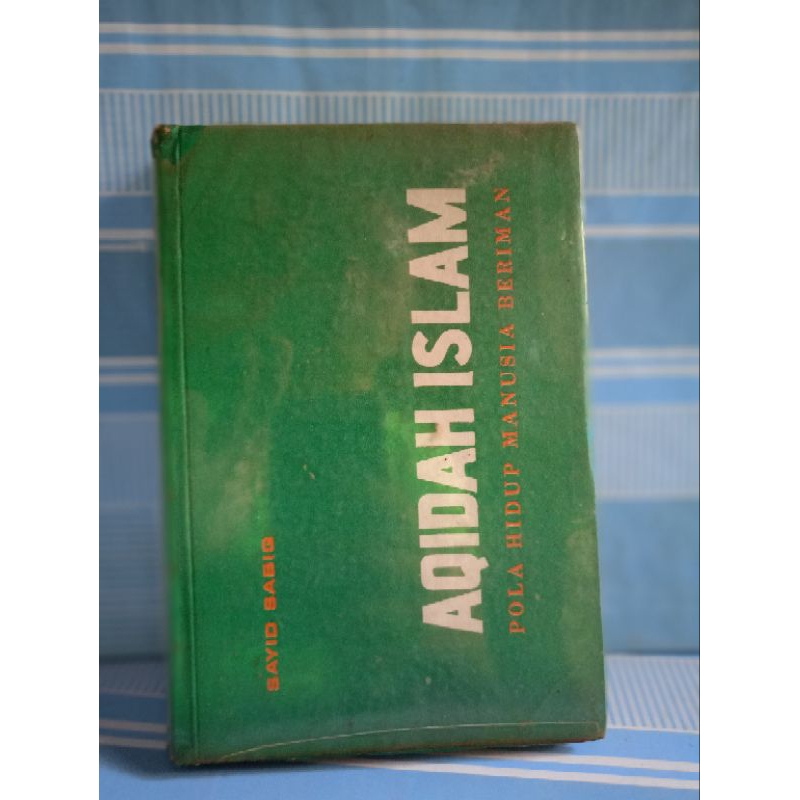 SAYID SABIQ
AQIDAH ISLAM
POLA HIDUP MANUSIA BERIMAN